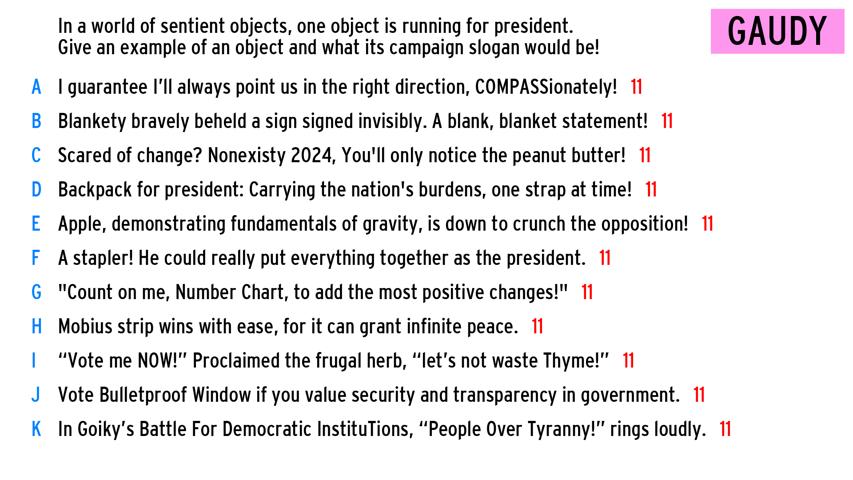 In a world of sentient objects, one object is running for president.
Give an example of an object and what its campaign slogan would be!
GAUDY
A I guarantee I'll always point us in the right direction, COMPASSionately! 11
B Blankety bravely beheld a sign signed invisibly. A blank, blanket statement! 11
C Scared of change? Nonexisty 2024, You'll only notice the peanut butter! 11
D Backpack for president: Carrying the nation's burdens, one strap at time! 11
E Apple, demonstrating fundamentals of gravity, is down to crunch the opposition! 11
F A stapler! He could really put everything together as the president. 11
G "Count on me, Number Chart, to add the most positive changes!" 11
H Mobius strip wins with ease, for it can grant infinite peace. 11
I “Vote me NOW!” Proclaimed the frugal herb, “let’s not waste Thyme!” 11
J Vote Bulletproof Window if you value security and transparency in government. 11
K In Goiky’s Battle For Democratic InstituTions, “People Over Tyranny!” rings loudly. 11